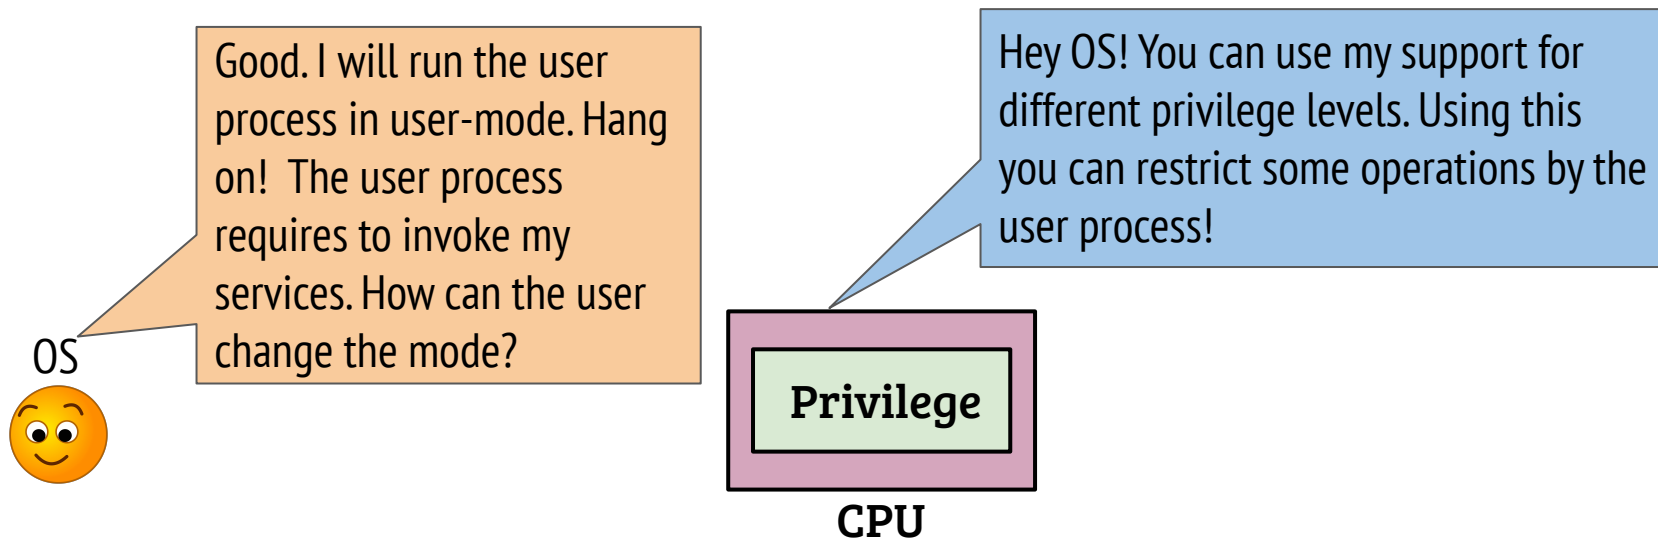 Good. I will run the user
process in user-mode. Hang
on! The user process
requires to invoke my
services. How can the user
change the mode?
OS
Hey OS! You can use my support for
different privilege levels. Using this
you can restrict some operations by the
user process!
Privilege
CPU